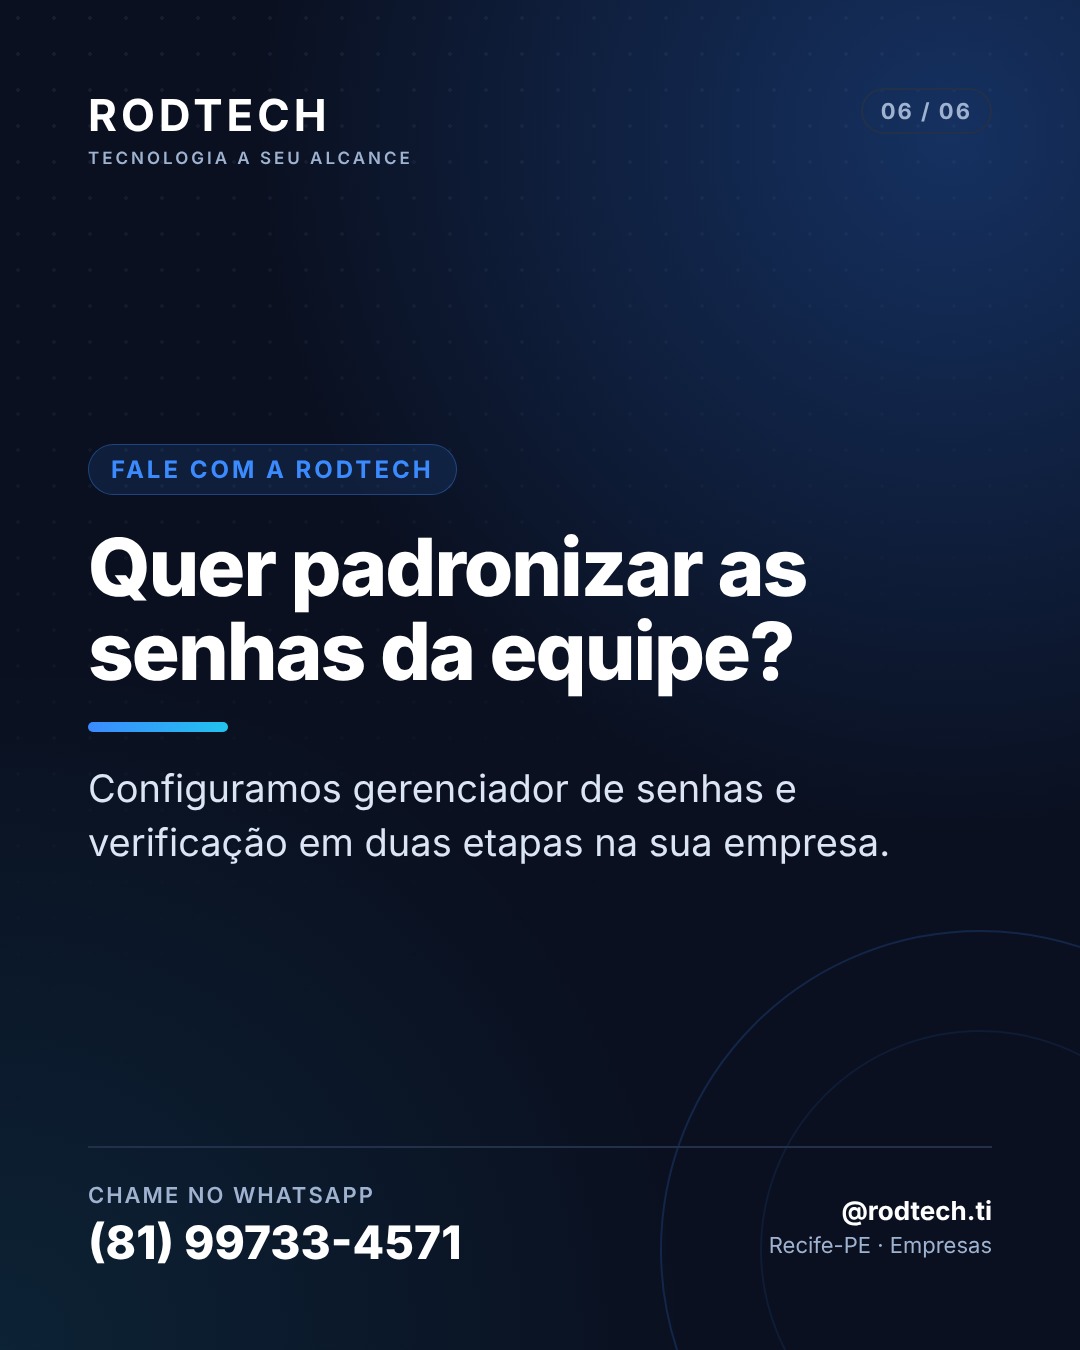 RODTECH
TECNOLOGIA A SEU ALCANCE
06 / 06
FALE COM A RODTECH
Quer padronizar as
senhas da equipe?
Configuramos gerenciador de senhas e
verificação em duas etapas na sua empresa.
CHAME NO WHATSAPP
(81) 99733-4571
@rodtech.ti
Recife-PE · Empresas